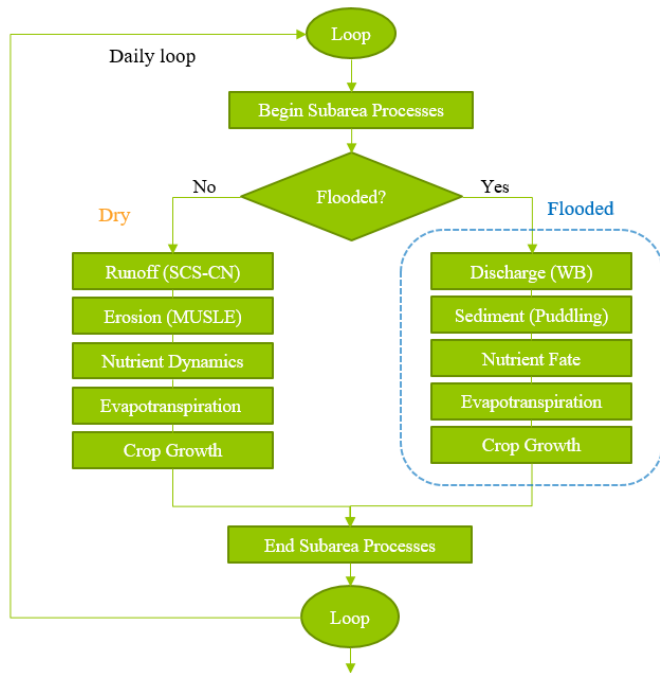 Loop
Daily loop
Begin Subarea Processes
Flooded?
No
Yes
Dry
Flooded
Runoff (SCS-CN)
Erosion (MUSLE)
Nutrient Dynamics
Evapotranspiration
Crop Growth
Discharge (WB)
Sediment (Puddling)
Nutrient Fate
Evapotranspiration
Crop Growth
End Subarea Processes
Loop